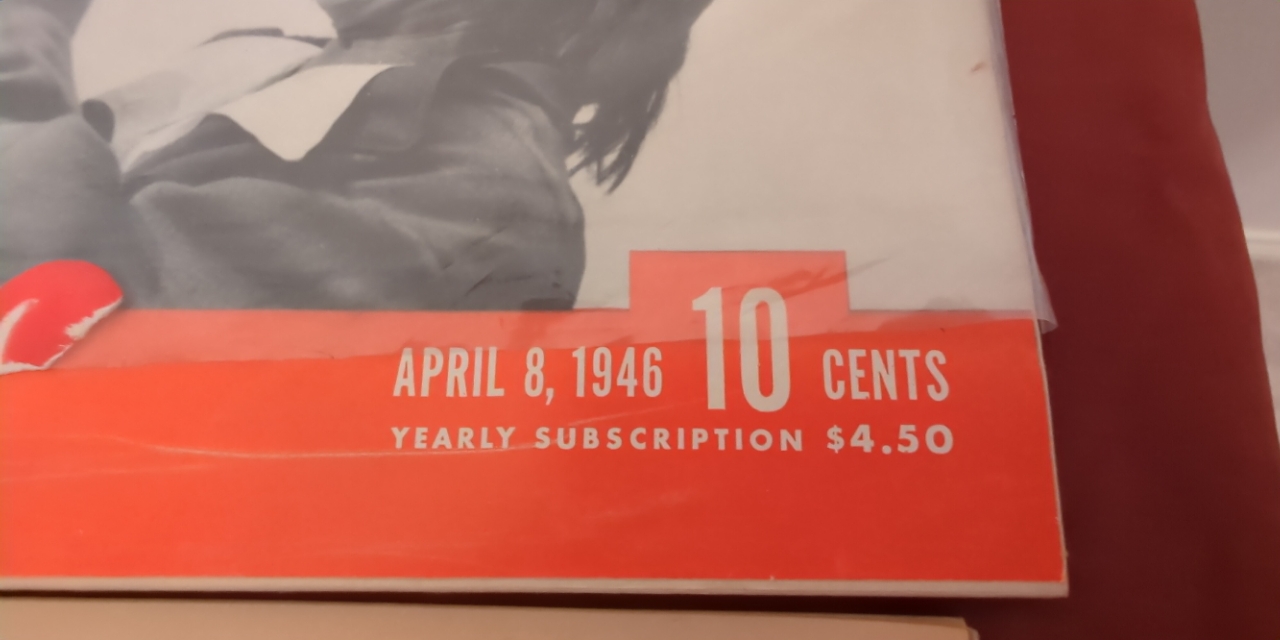 APRIL 8, 1946 10 CENTS
YEARLY SUBSCRIPTION $4.50